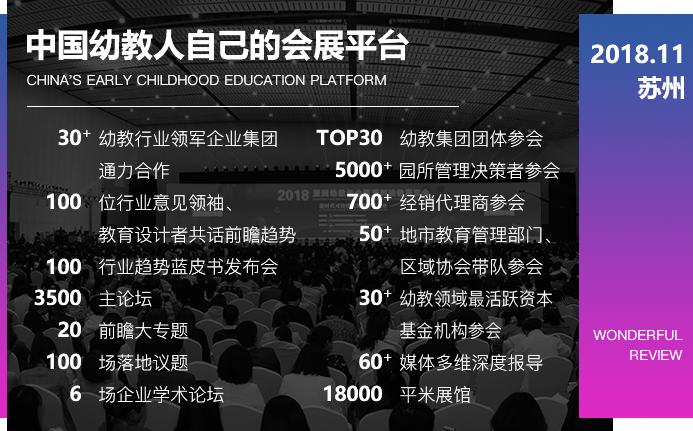 中国幼教人自己的会展平台
CHINA'S EARLY CHILDHOOD EDUCATION PLATFORM
30+ 幼教行业领军企业集团
通力合作
100 位行业意见领袖、
教育设计者共话前瞻趋势
100 行业趋势蓝皮书发布会
3500 主论坛
20 前瞻大专题
100 场落地议题
6 场企业学术论坛
TOP30 幼教集团团体参会
5000+ 园所管理决策者参会
700+ 经销代理商参会
50+ 地市教育管理部门、
区域协会带队参会
30+ 幼教领域最活跃资本
基金机构参会
60+ 媒体多维深度报导
18000 平米展馆
2018.11
苏州
WONDERFUL
REVIEW